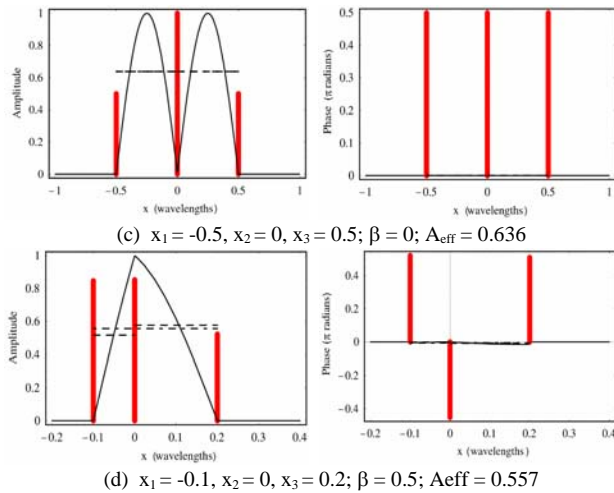 Amplitude
1
0.8
0.6
0.4
0.2
0
−1 −0.5 0 0.5 1
x (wavelengths)
Phase (π radians)
0.5
0.4
0.3
0.2
0.1
0
−1 −0.5 0 0.5 1
x (wavelengths)
(c) x₁ = -0.5, x₂ = 0, x₃ = 0.5; β = 0; A_eff = 0.636
Amplitude
1
0.8
0.6
0.4
0.2
0
−0.2 −0.1 0 0.1 0.2 0.3 0.4
x (wavelengths)
Phase (π radians)
0.4
0.2
0
−0.2
−0.4
−0.2 −0.1 0 0.1 0.2 0.3 0.4
x (wavelengths)
(d) x₁ = -0.1, x₂ = 0, x₃ = 0.2; β = 0.5; Aeff = 0.557